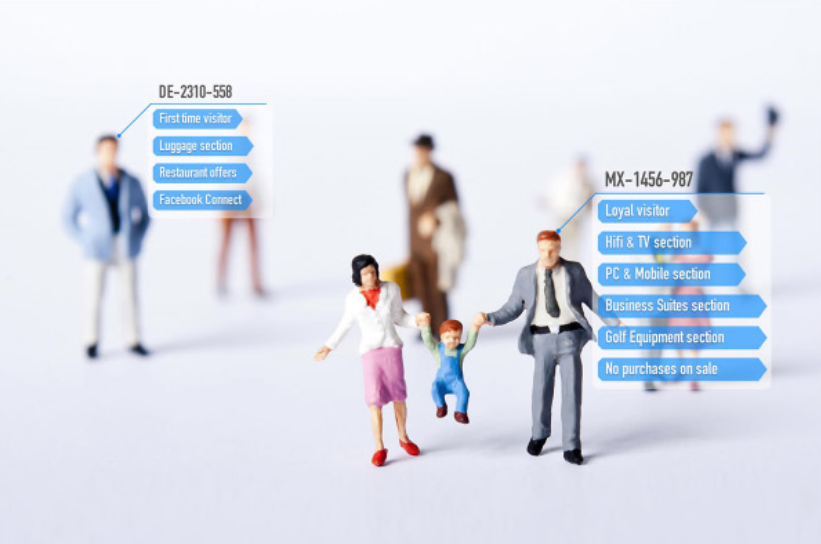 DE-2310-558
First time visitor
Luggage section
Restaurant offers
Facebook Connect
MX-1456-987
Loyal visitor
Hifi & TV section
PC & Mobile section
Business Suites section
Golf Equipment section
No purchases on sale